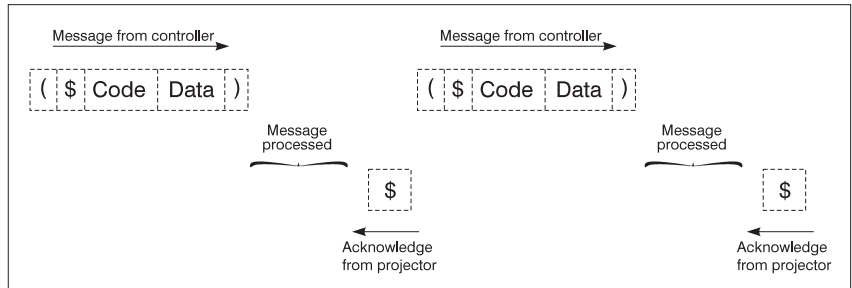 Message from controller
( $ Code Data )
Message
processed
$
Acknowledge
from projector
Message from controller
( $ Code Data )
Message
processed
$
Acknowledge
from projector